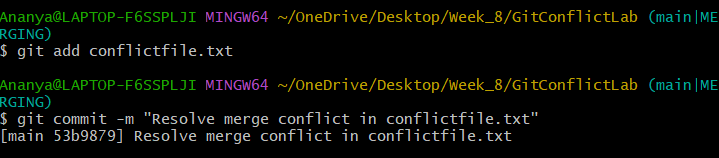 Ananya@LAPTOP-F6SSPLJI MINGW64 ~/OneDrive/Desktop/Week_8/GitConflictLab (main|ME
RGING)
$ git add conflictfile.txt
Ananya@LAPTOP-F6SSPLJI MINGW64 ~/OneDrive/Desktop/Week_8/GitConflictLab (main|ME
RGING)
$ git commit -m "Resolve merge conflict in conflictfile.txt"
[main 53b9879] Resolve merge conflict in conflictfile.txt